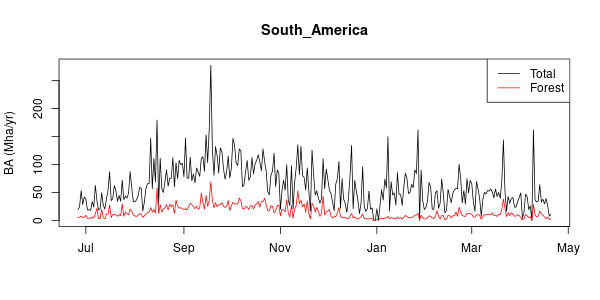 South_America
Total
Forest
BA (Mha/yr)
200
100
50
0
Jul
Sep
Nov
Jan
Mar
May